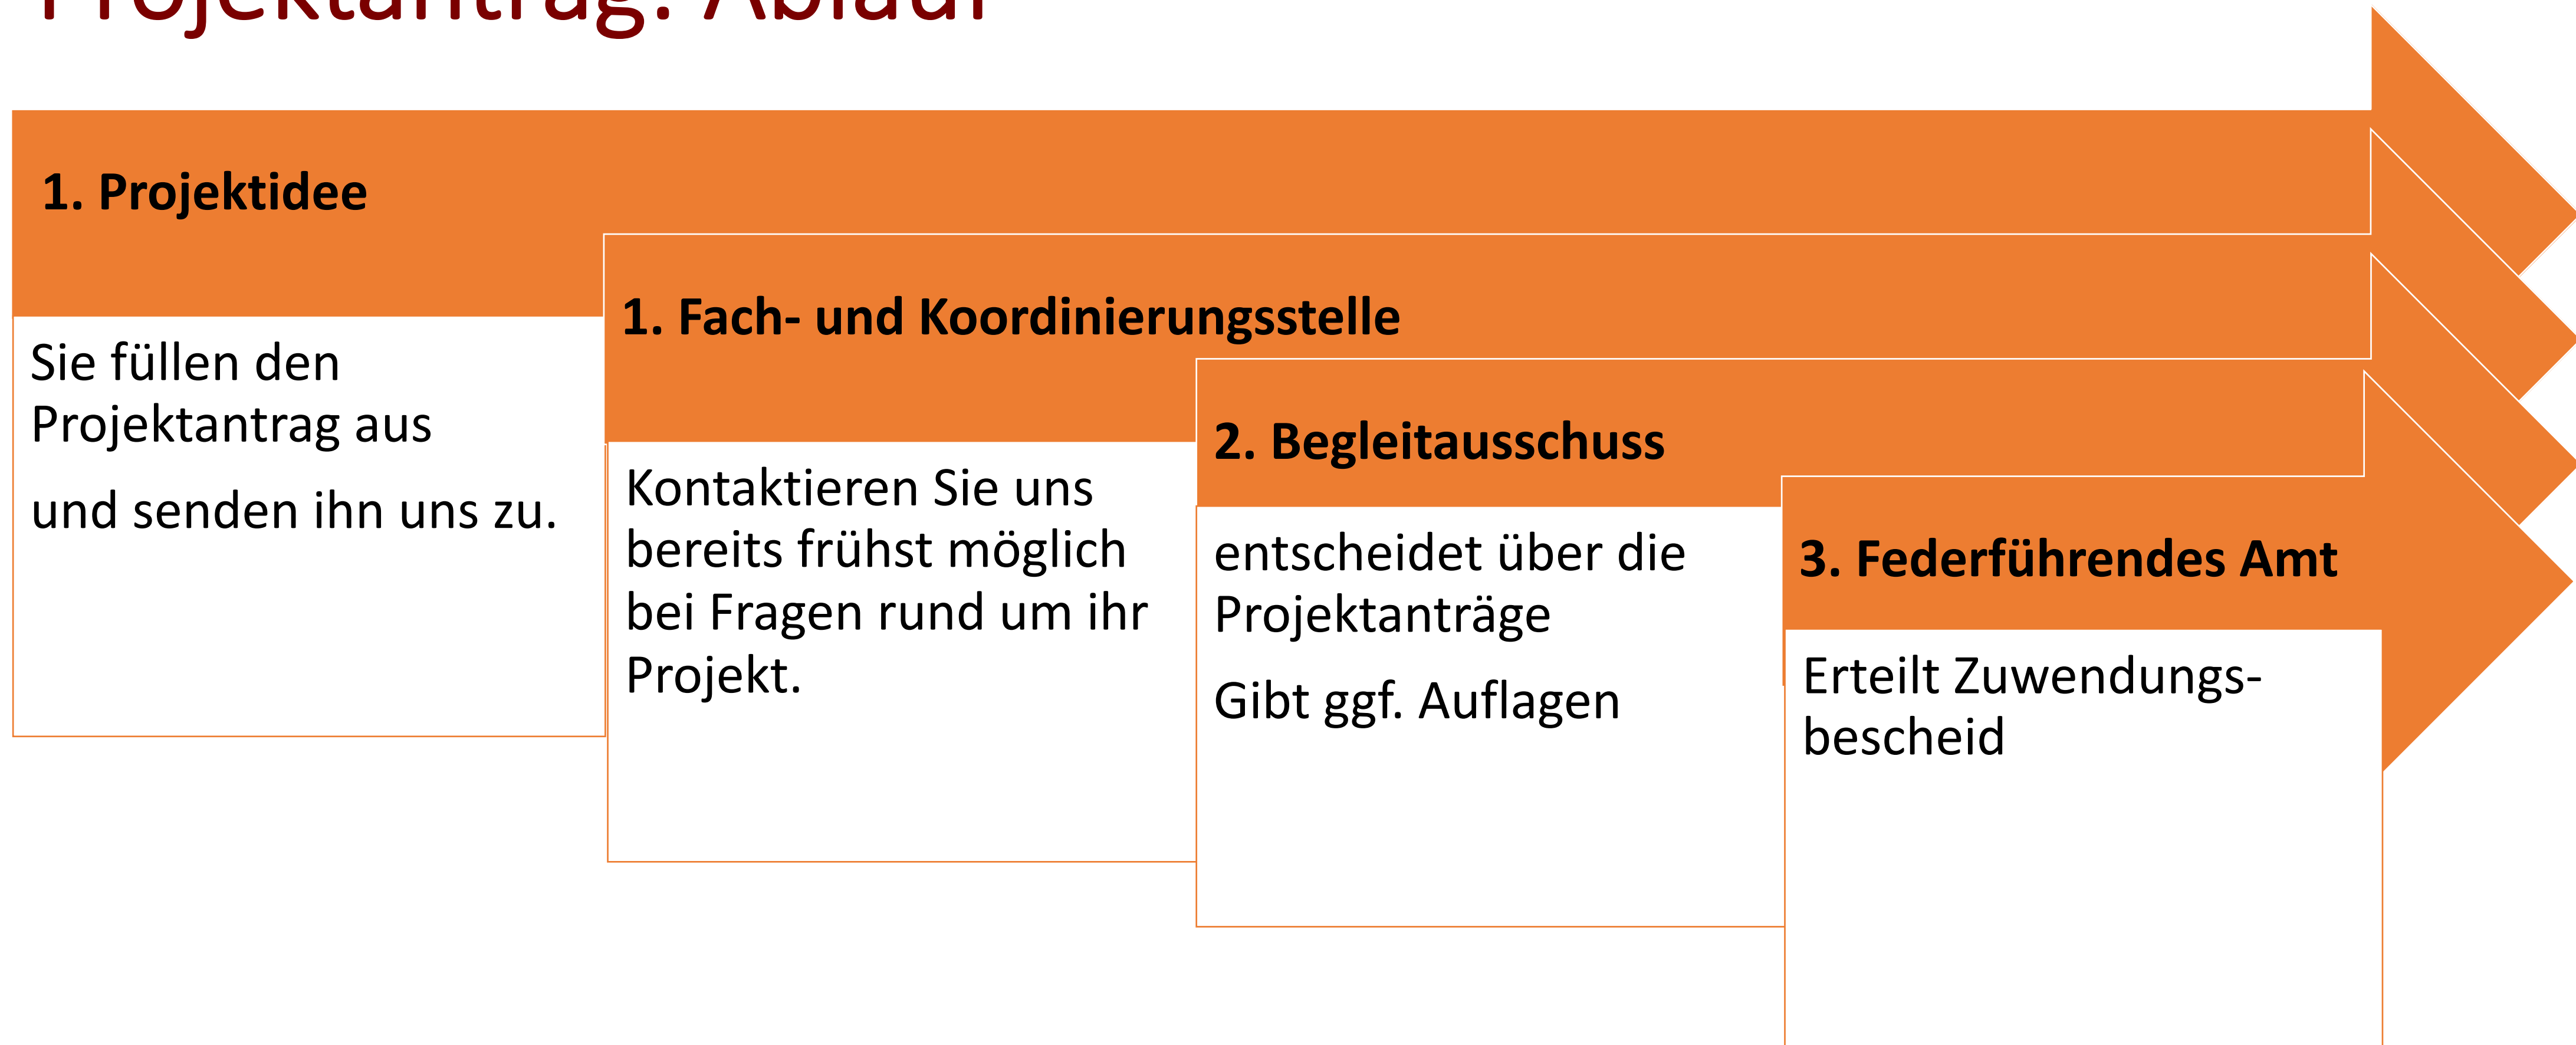 Projektantrag: Ablauf
1. Projektidee
Sie füllen den
Projektantrag aus
und senden ihn uns zu.
1. Fach- und Koordinierungsstelle
Kontaktieren Sie uns
bereits frühst möglich
bei Fragen rund um ihr
Projekt.
2. Begleitausschuss
entscheidet über die
Projektanträge
Gibt ggf. Auflagen
3. Federführendes Amt
Erteilt Zuwendungs-
bescheid